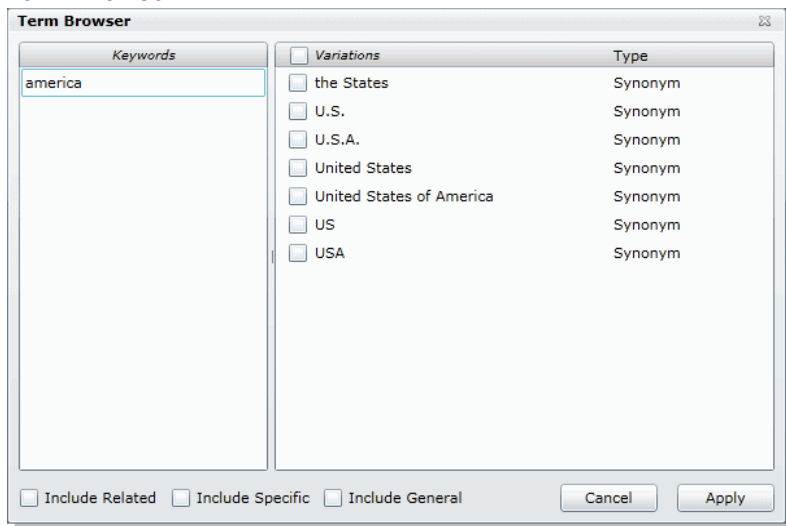 Term Browser
Keywords
Variations Type
america
the States Synonym
U.S. Synonym
U.S.A. Synonym
United States Synonym
United States of America Synonym
US Synonym
USA Synonym
Include Related Include Specific Include General Cancel Apply